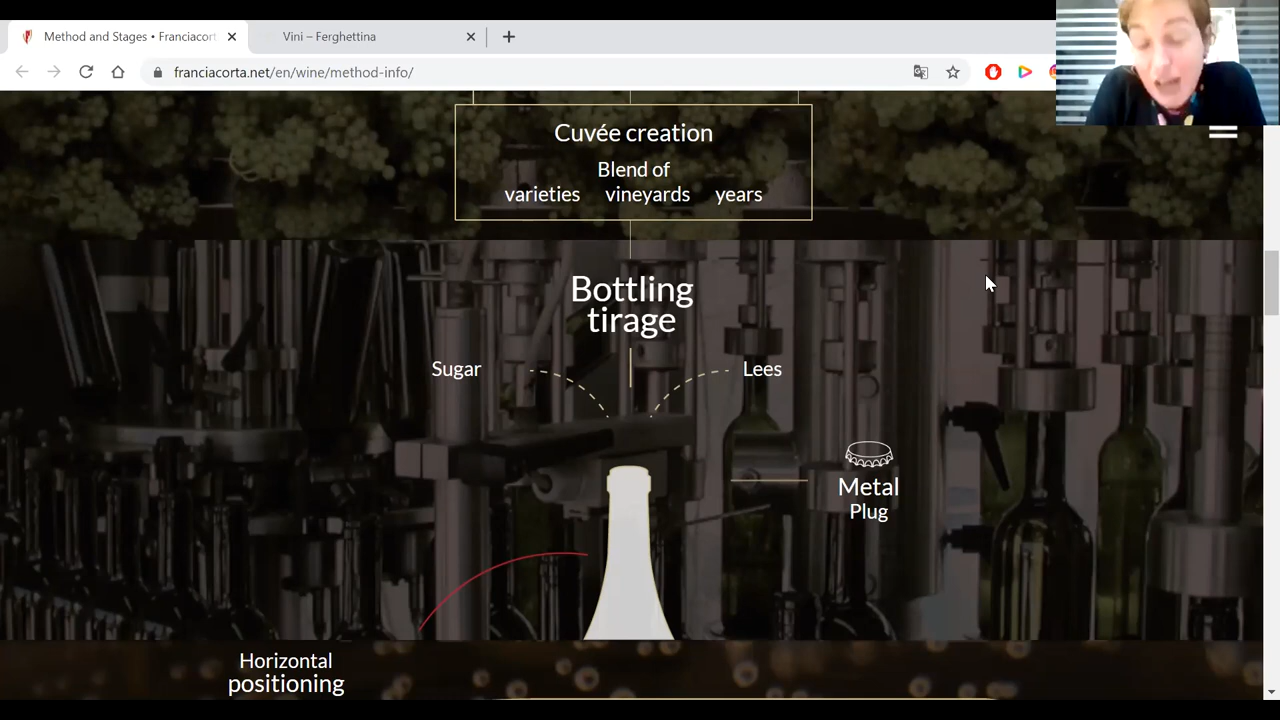 Method and Stages • Franciacort
Vini – Ferghettina
franciacorta.net/en/wine/method-info/
Cuvée creation
Blend of
varieties vineyards years
Bottling
tirage
Sugar
Lees
Metal
Plug
Horizontal
positioning